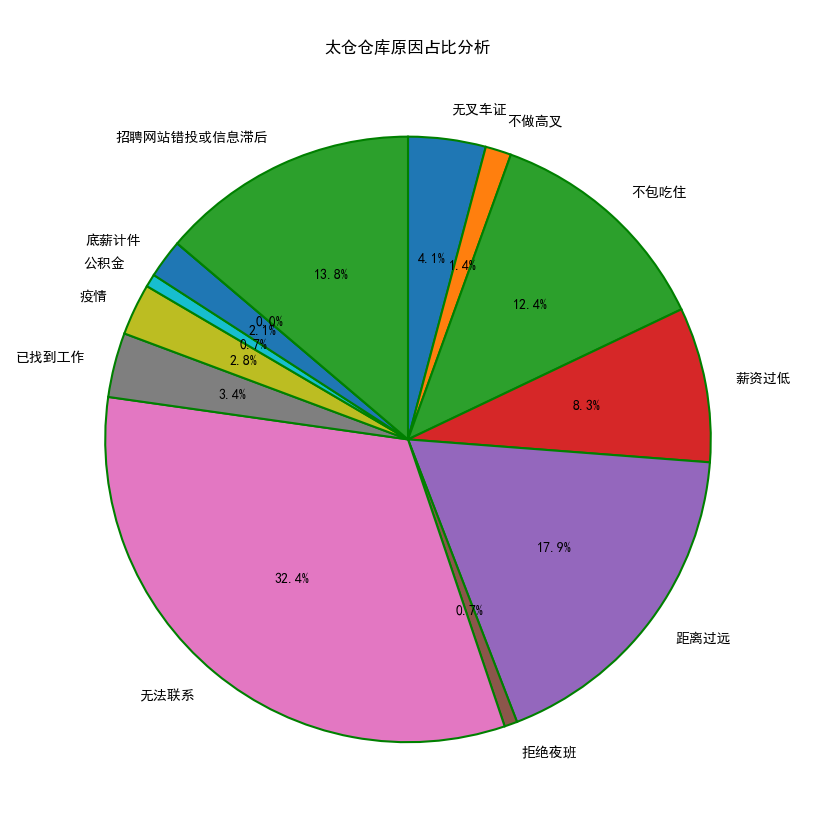 太仓仓库原因占比分析
无叉车证
不做高叉
招聘网站错投或信息滞后
不包吃住
底薪计件
公积金
疫情
已找到工作
薪资过低
距离过远
无法联系
拒绝夜班
4.1%
1.4%
13.8%
12.4%
0.0%
2.1%
0.7%
2.8%
3.4%
8.3%
17.9%
32.4%
0.7%